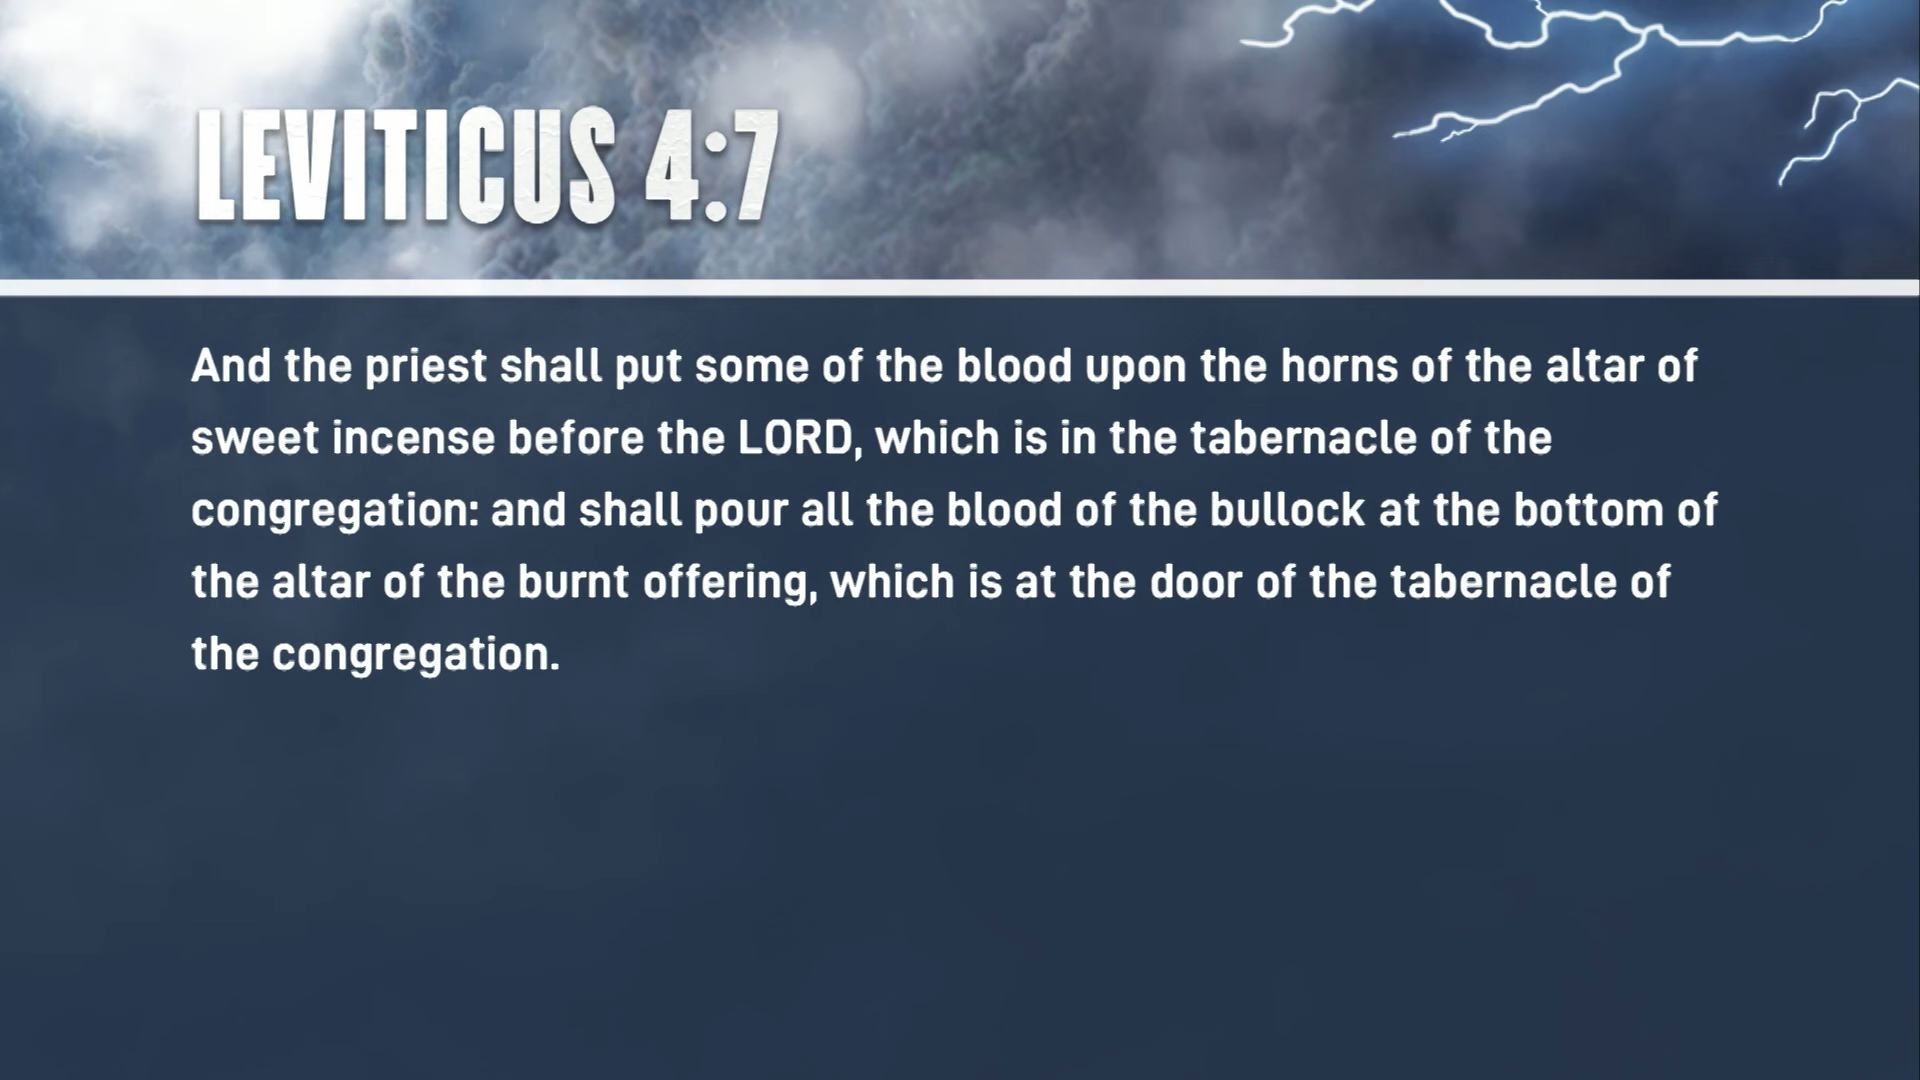 LEVITICUS 4:7
And the priest shall put some of the blood upon the horns of the altar of
sweet incense before the LORD, which is in the tabernacle of the
congregation: and shall pour all the blood of the bullock at the bottom of
the altar of the burnt offering, which is at the door of the tabernacle of
the congregation.